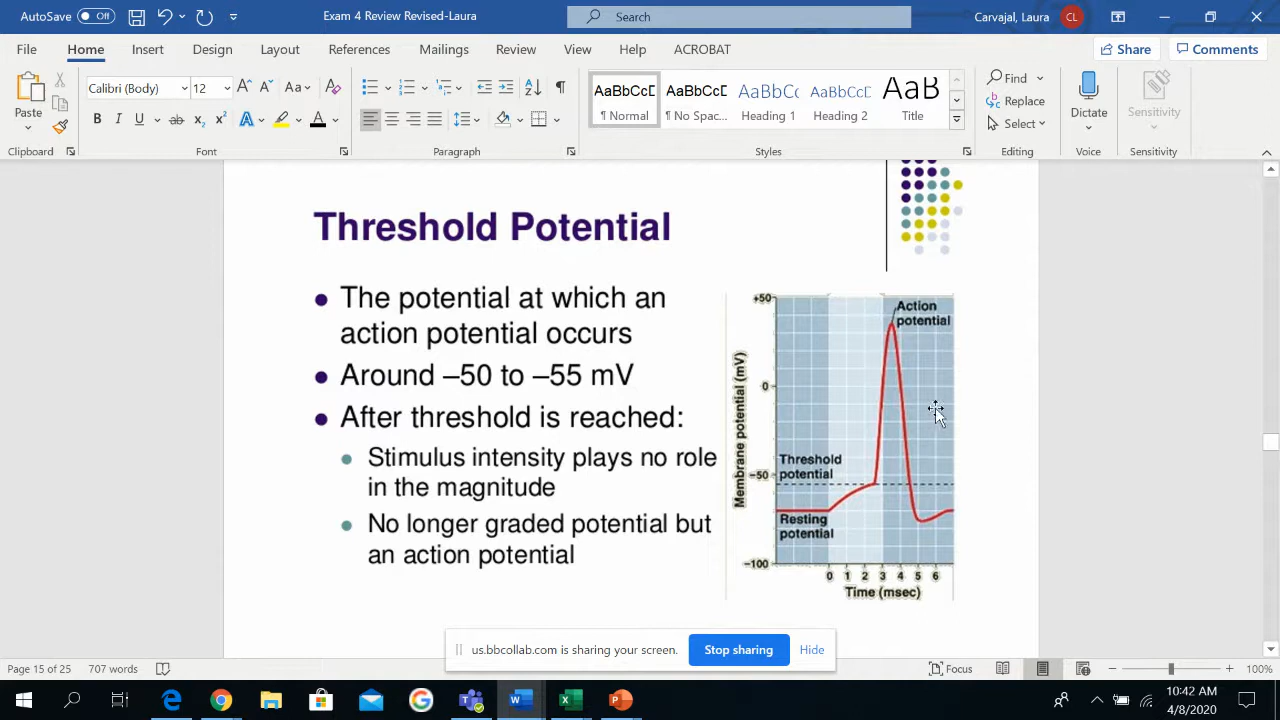 AutoSave Off
Exam 4 Review Revised-Laura
Search
Carvajal, Laura CL
File Home Insert Design Layout References Mailings Review View Help ACROBAT
Share Comments
Paste
Calibri (Body) 12
AaBbCcD AaBbCcD AaBbCc AaBbCcD AaB
¶ Normal ¶ No Spac... Heading 1 Heading 2 Title
Find
Replace
Select
Dictate
Sensitivity
Clipboard Font Paragraph Styles Editing Voice Sensitivity
Threshold Potential
The potential at which an
action potential occurs
Around –50 to –55 mV
After threshold is reached:
Stimulus intensity plays no role
in the magnitude
No longer graded potential but
an action potential
+50
0
−50
−100
Membrane potential (mV)
Action
potential
Threshold
potential
Resting
potential
0 1 2 3 4 5 6
Time (msec)
us.bbcollab.com is sharing your screen. Stop sharing Hide
Page 15 of 25 707 words
Focus
100%
10:42 AM
4/8/2020